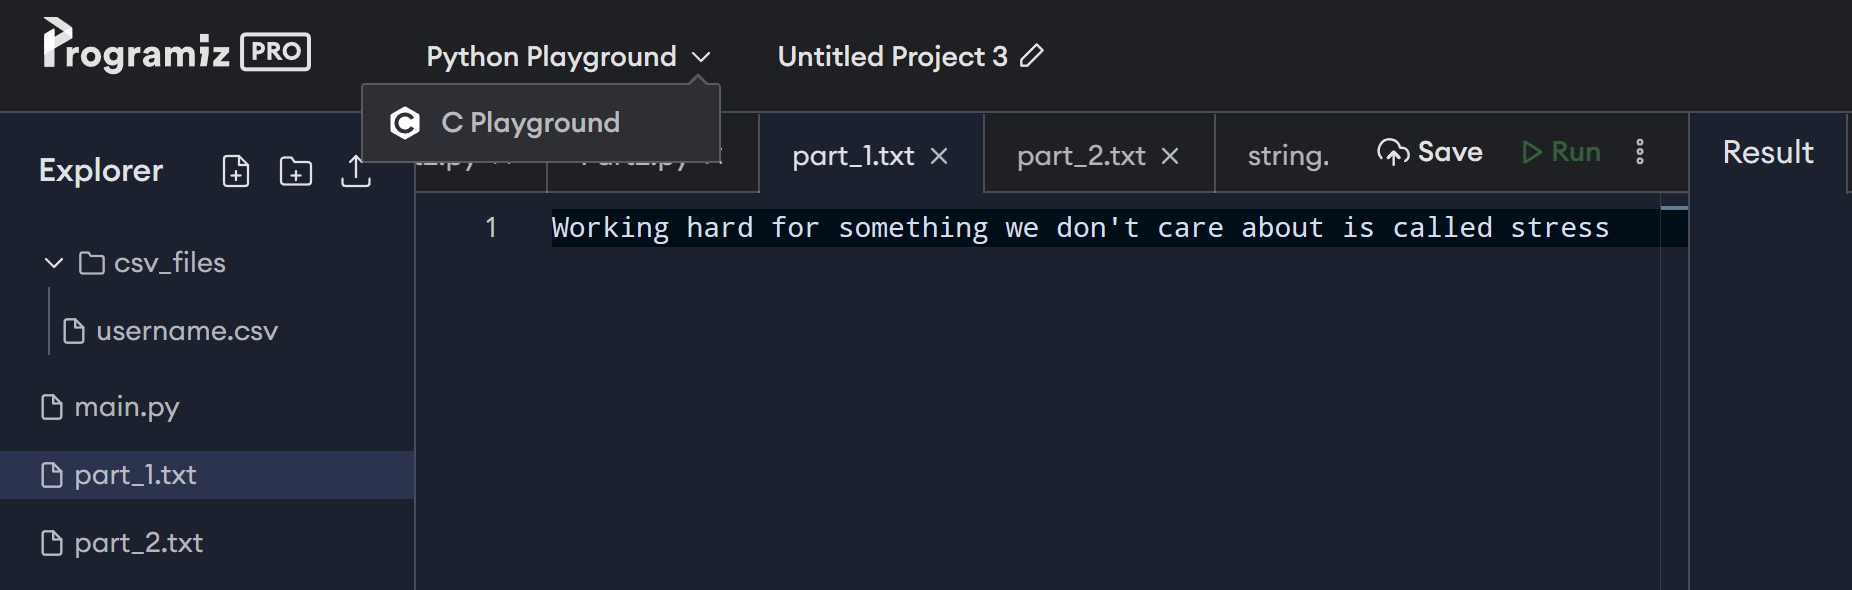 Programiz PRO
Python Playground
Untitled Project 3
C Playground
Explorer
part_1.txt
part_2.txt
string.
Save
Run
Result
1 Working hard for something we don't care about is called stress
csv_files
username.csv
main.py
part_1.txt
part_2.txt